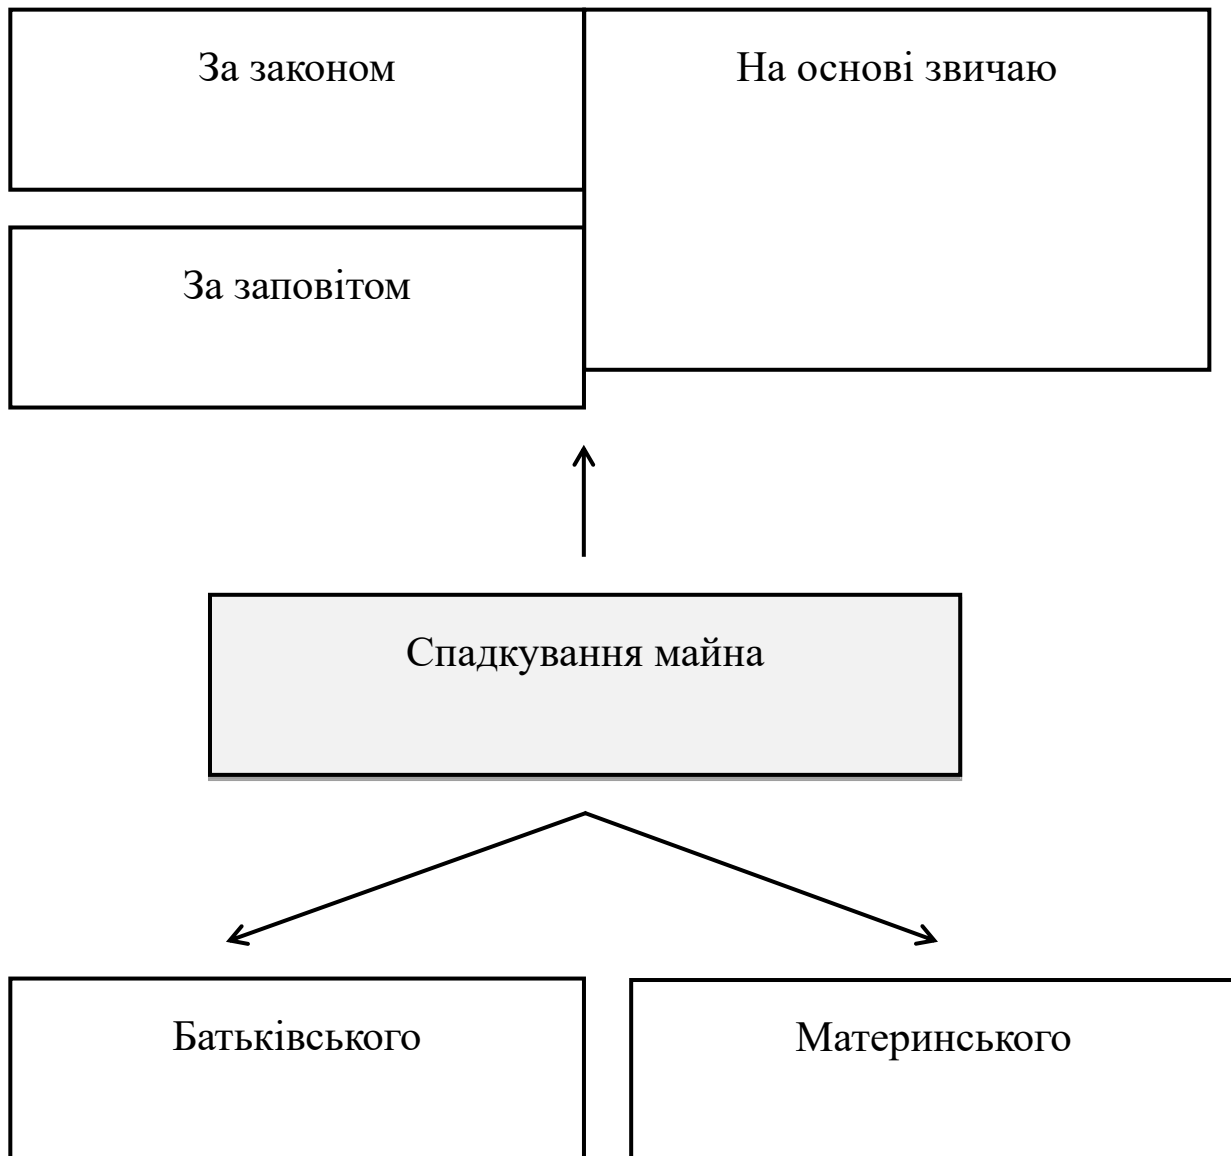 За законом
На основі звичаю
За заповітом
Спадкування майна
Батьківського
Материнського